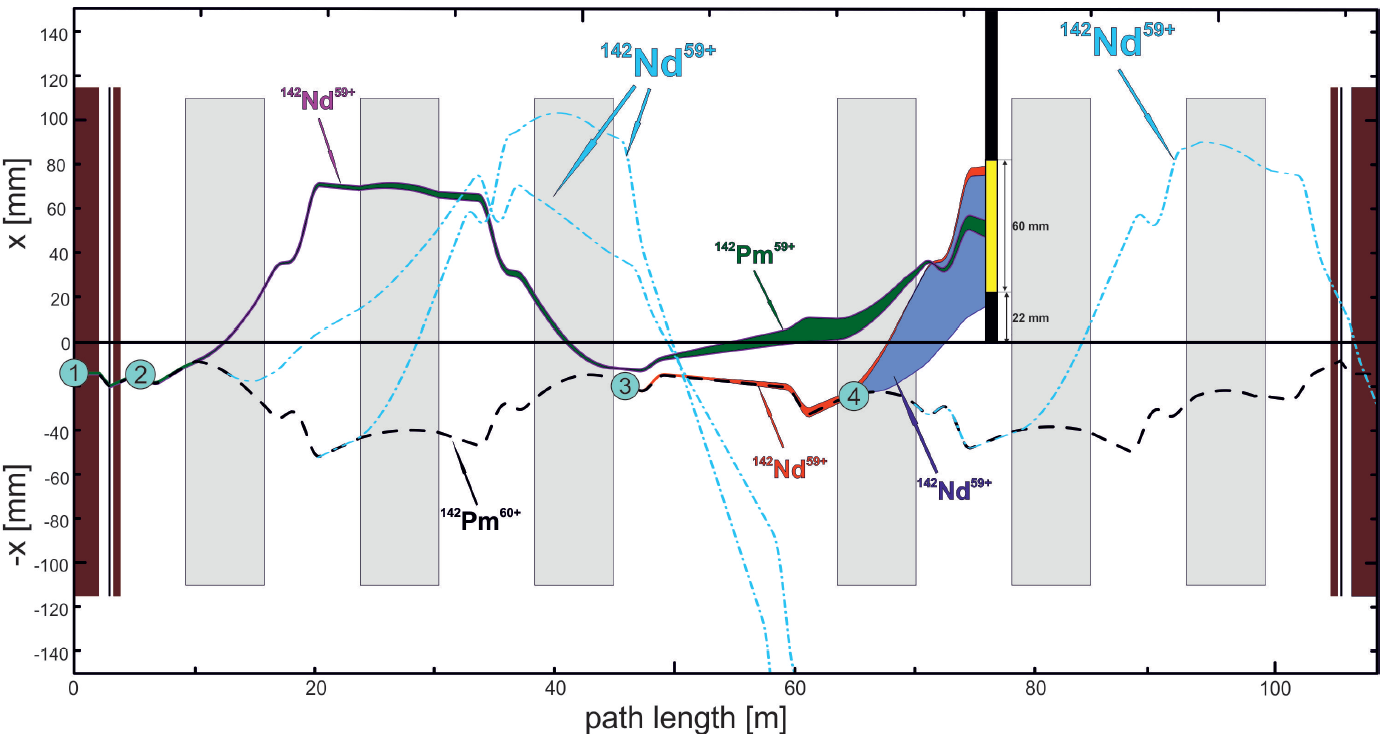 140
120
100
80
60
40
20
0
-40
-60
-80
-100
-120
-140
x [mm]
-x [mm]
0
20
40
60
80
100
path length [m]
¹⁴²Nd⁵⁹⁺
¹⁴²Nd⁵⁹⁺
¹⁴²Nd⁵⁹⁺
¹⁴²Pm⁵⁹⁺
60 mm
22 mm
1
2
3
4
¹⁴²Nd⁵⁹⁺
¹⁴²Nd⁵⁹⁺
¹⁴²Pm⁶⁰⁺